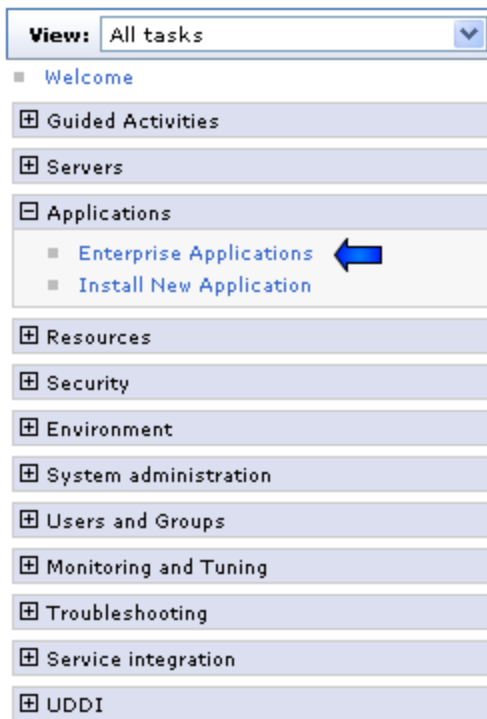 View: All tasks
Welcome
Guided Activities
Servers
Applications
Enterprise Applications
Install New Application
Resources
Security
Environment
System administration
Users and Groups
Monitoring and Tuning
Troubleshooting
Service integration
UDDI